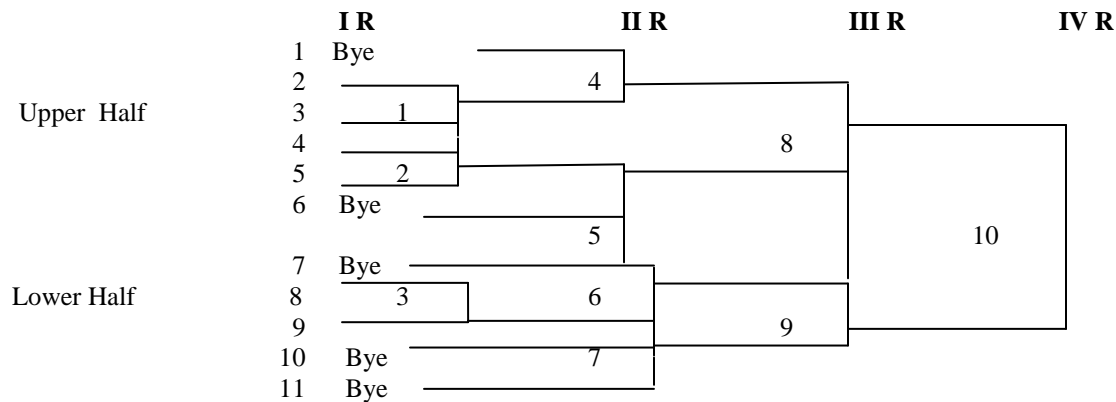 I R II R III R IV R
1 Bye
2 4
Upper Half 3 1
4 8
5 2
6 Bye
5 10
7 Bye
Lower Half 8 3 6
9 9
10 Bye 7
11 Bye